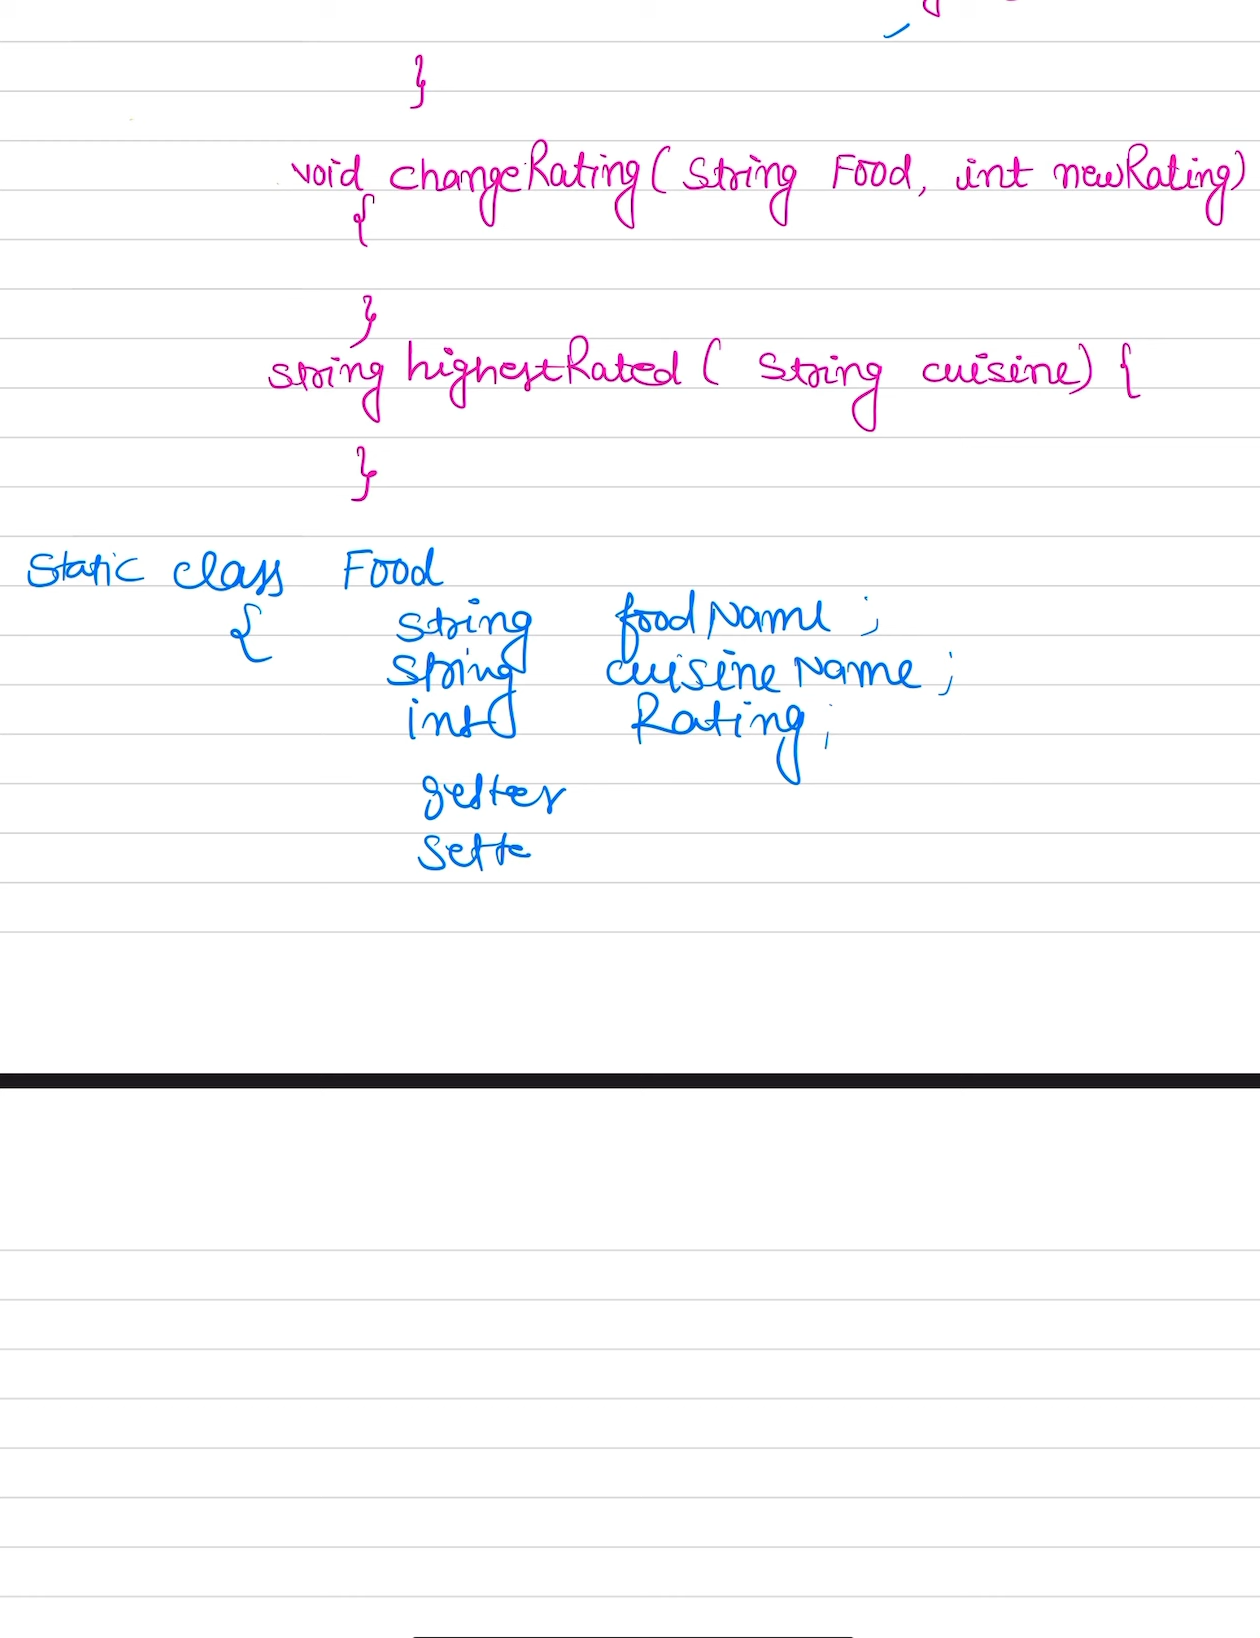 }
void changeRating( String Food, int newRating)
{
}
string highestRated ( String cuisine) {
}
Static class Food
{ string foodName ;
string cuisineName ;
int Rating;
getter
sette